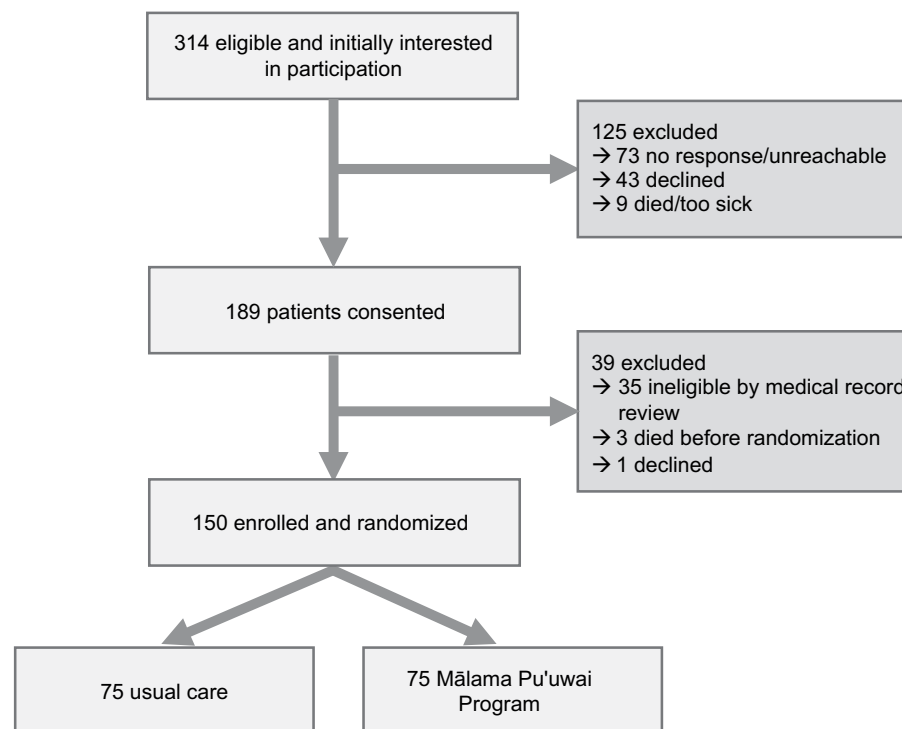 314 eligible and initially interested
in participation
125 excluded
→ 73 no response/unreachable
→ 43 declined
→ 9 died/too sick
189 patients consented
39 excluded
→ 35 ineligible by medical record
review
→ 3 died before randomization
→ 1 declined
150 enrolled and randomized
75 usual care
75 Mālama Pu'uwai
Program